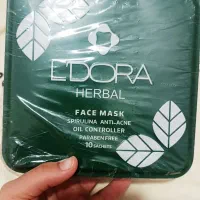 E'DORA
HERBAL
FACE MASK
SPIRULINA ANTI-ACNE
OIL CONTROLLER
PARABEN FREE
10 SACHETS